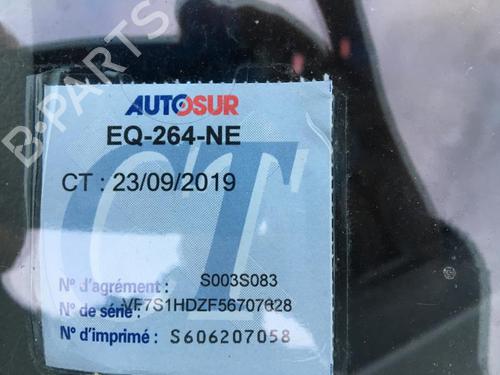 B-PARTS
AUTOSUR
EQ-264-NE
CT : 23/09/2019
CT
N° d'agrément : S003S083
N° de série : VF7S1HDZF56707628
N° d'imprimé : S606207058